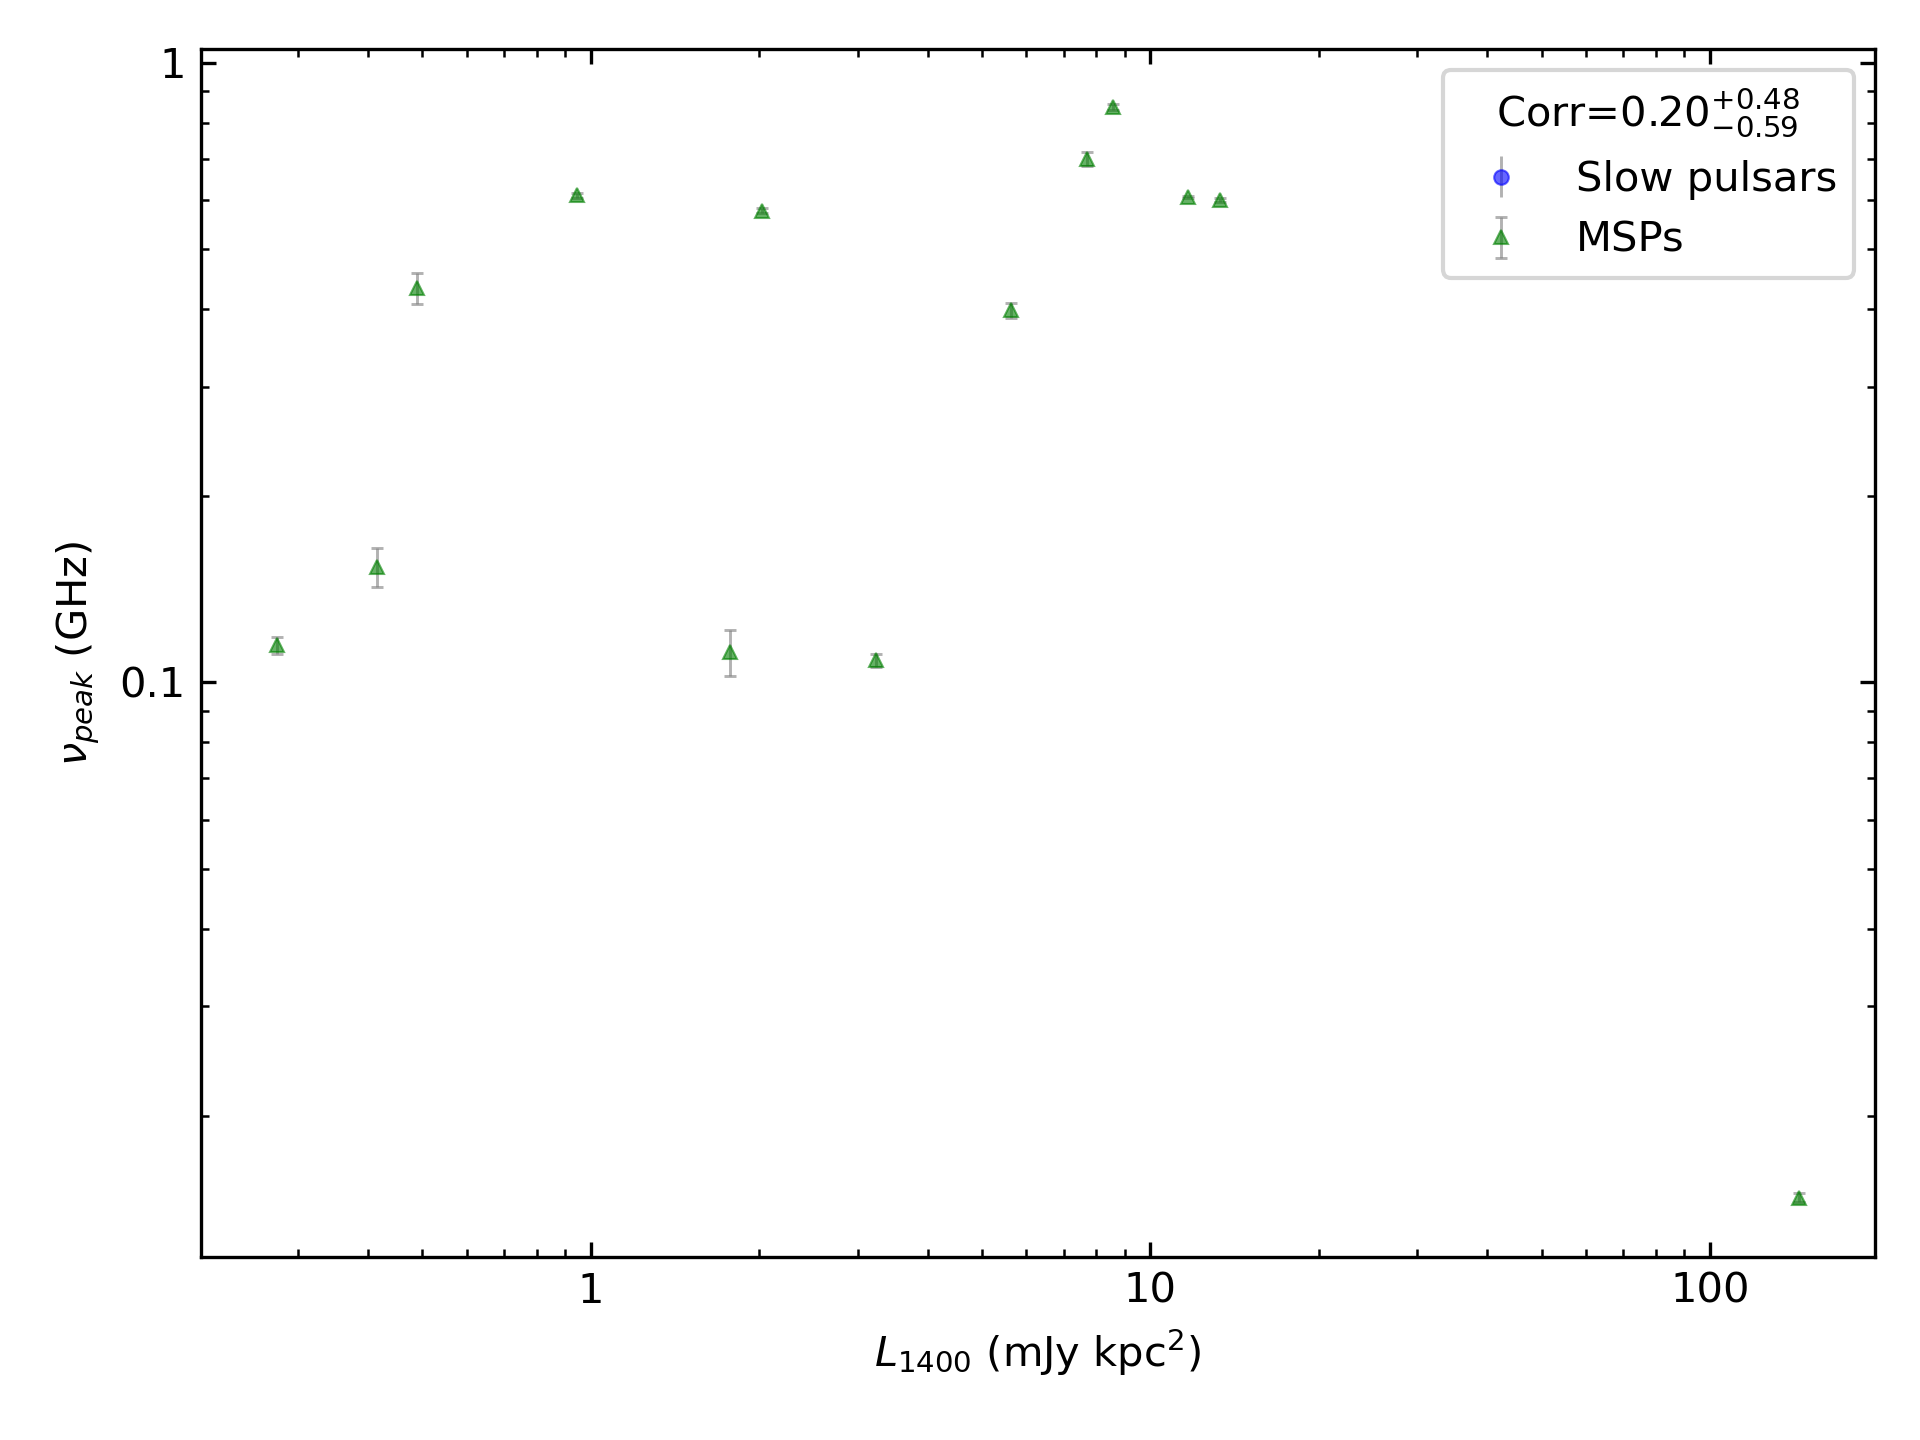 1
Corr=0.20+0.48
−0.59
Slow pulsars
MSPs
νpeak (GHz)
0.1
1
10
100
L1400 (mJy kpc2)